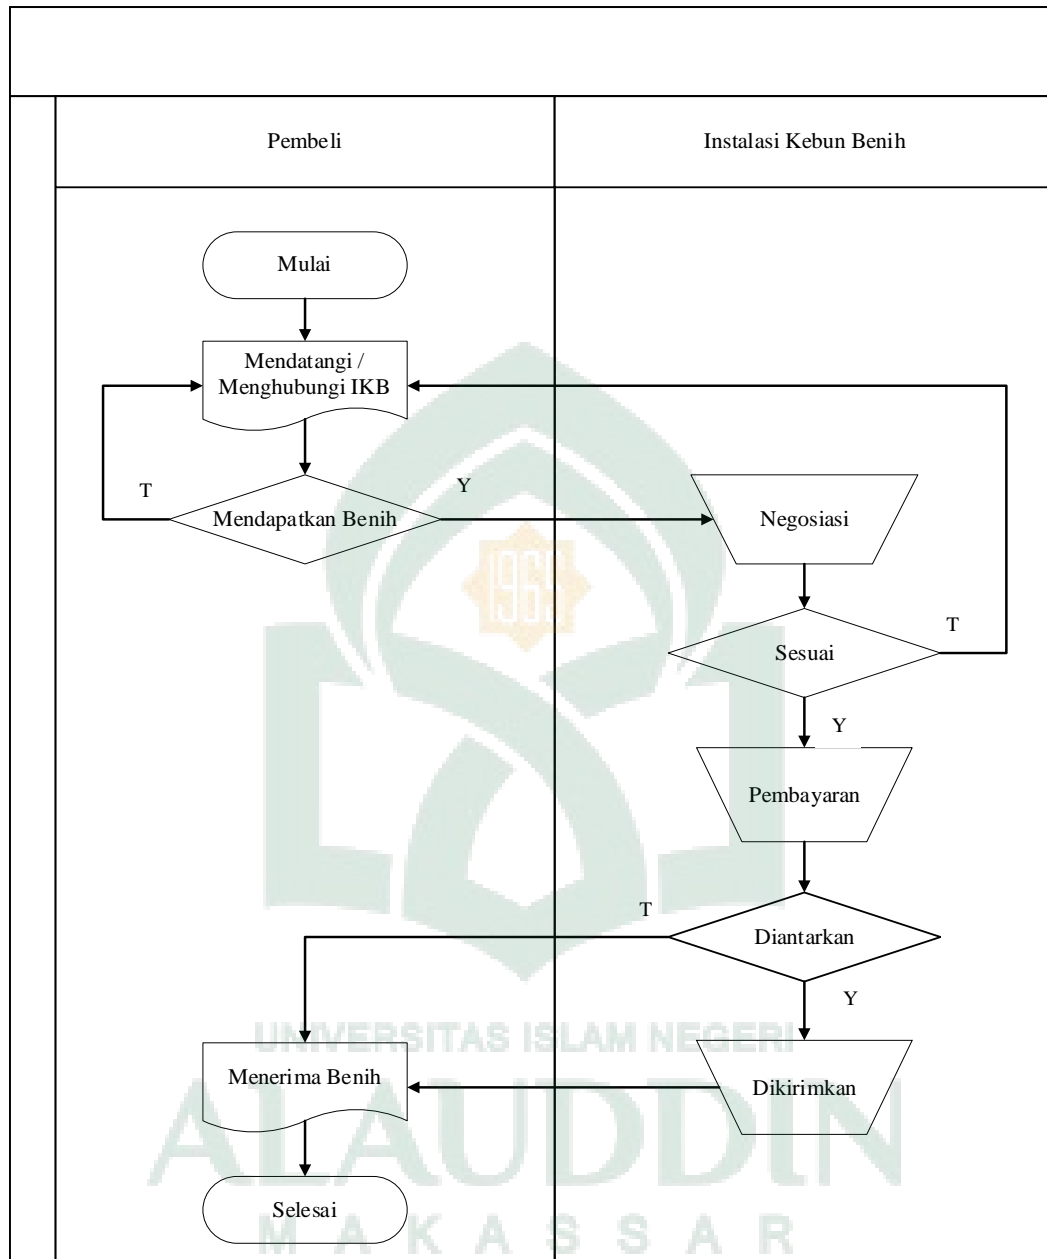 Pembeli
Instalasi Kebun Benih
Mulai
Mendatangi /
Menghubungi IKB
T
Mendapatkan Benih
Y
Negosiasi
Sesuai
T
Y
Pembayaran
T
Diantarkan
Y
Menerima Benih
Dikirimkan
Selesai
1965
UNIVERSITAS ISLAM NEGERI
ALAUDDIN
MAKASSAR